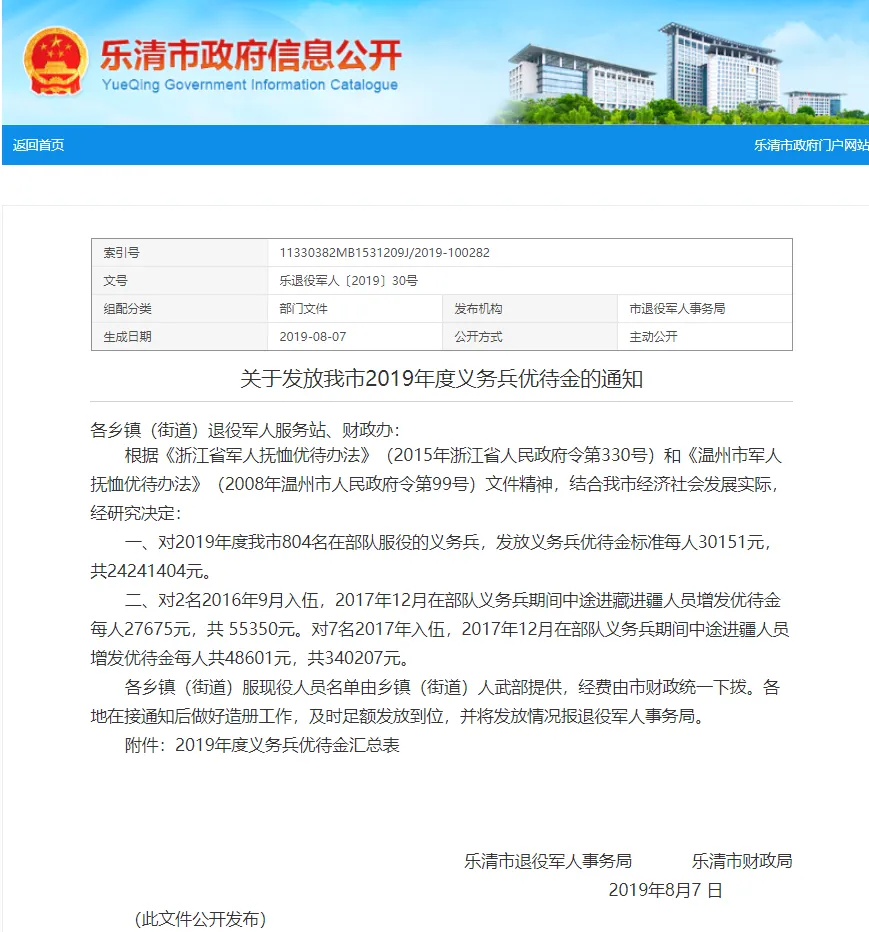 乐清市政府信息公开
YueQing Government Information Catalogue
返回首页 乐清市政府门户网站
索引号 11330382MB1531209J/2019-100282
文号 乐退役军人〔2019〕30号
组配分类 部门文件 发布机构 市退役军人事务局
生成日期 2019-08-07 公开方式 主动公开
关于发放我市2019年度义务兵优待金的通知
各乡镇（街道）退役军人服务站、财政办：
根据《浙江省军人抚恤优待办法》（2015年浙江省人民政府令第330号）和《温州市军人
抚恤优待办法》（2008年温州市人民政府令第99号）文件精神，结合我市经济社会发展实际，
经研究决定：
一、对2019年度我市804名在部队服役的义务兵，发放义务兵优待金标准每人30151元，
共24241404元。
二、对2名2016年9月入伍，2017年12月在部队义务兵期间中途进藏进疆人员增发优待金
每人27675元，共 55350元。对7名2017年入伍，2017年12月在部队义务兵期间中途进疆人员
增发优待金每人共48601元，共340207元。
各乡镇（街道）服现役人员名单由乡镇（街道）人武部提供，经费由市财政统一下拨。各
地在接通知后做好造册工作，及时足额发放到位，并将发放情况报退役军人事务局。
附件：2019年度义务兵优待金汇总表
乐清市退役军人事务局 乐清市财政局
2019年8月7 日
（此文件公开发布）